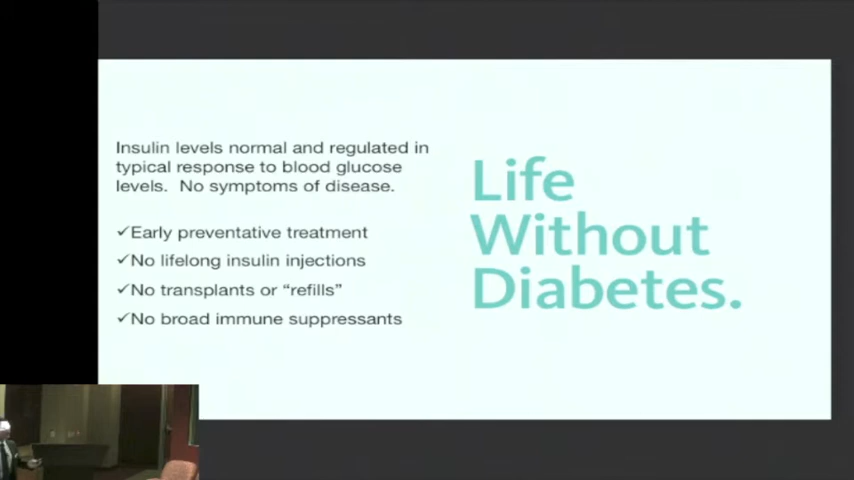 Insulin levels normal and regulated in
typical response to blood glucose
levels.  No symptoms of disease.
✓Early preventative treatment
✓No lifelong insulin injections
✓No transplants or “refills”
✓No broad immune suppressants
Life
Without
Diabetes.